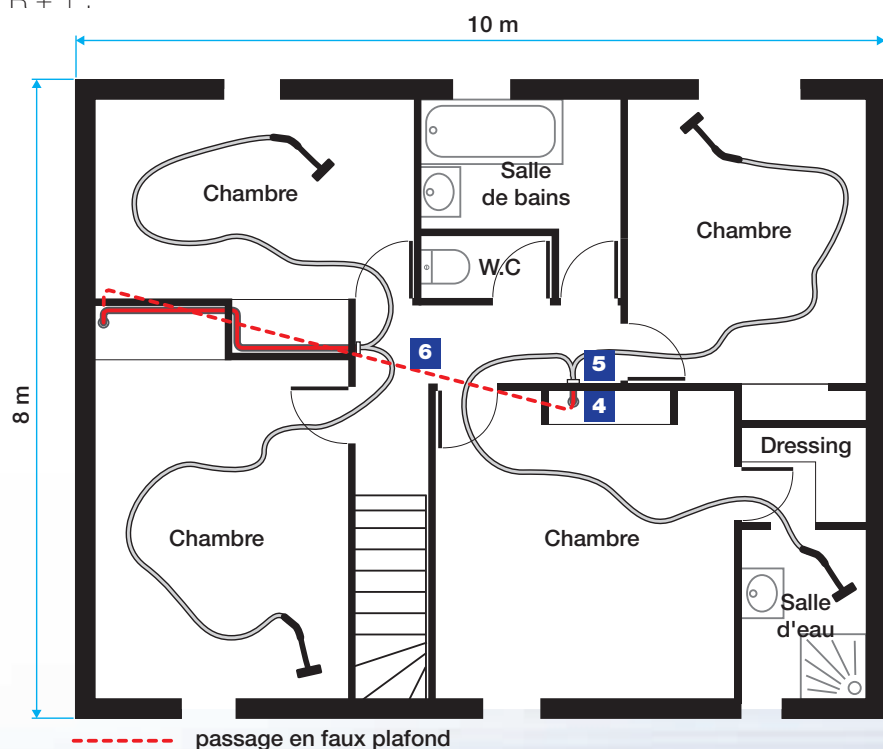 R + 1 :
10 m
8 m
Chambre
Salle
de bains
W.C
Chambre
6
5
4
Dressing
Chambre
Chambre
Salle
d'eau
passage en faux plafond